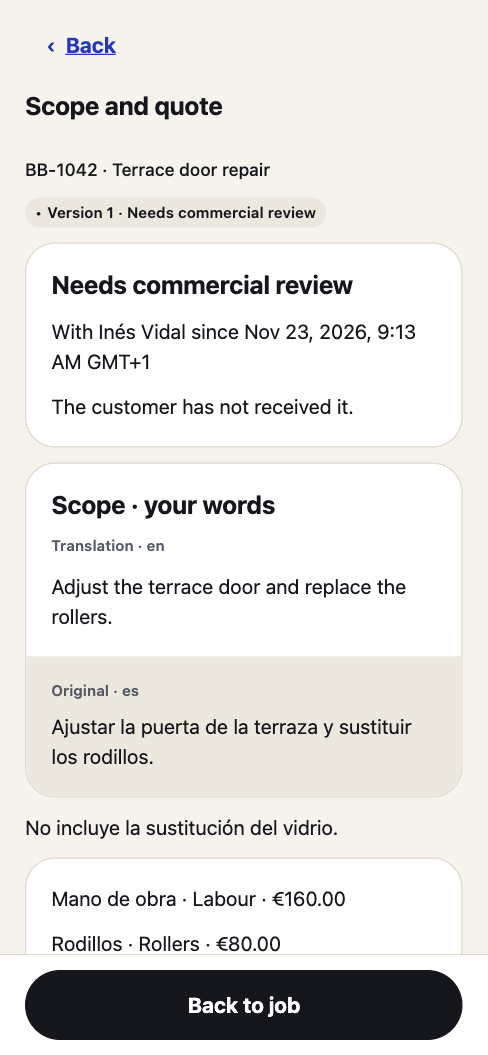 ‹ Back
Scope and quote
BB-1042 · Terrace door repair
• Version 1 · Needs commercial review
Needs commercial review
With Inés Vidal since Nov 23, 2026, 9:13
AM GMT+1
The customer has not received it.
Scope · your words
Translation · en
Adjust the terrace door and replace the
rollers.
Original · es
Ajustar la puerta de la terraza y sustituir
los rodillos.
No incluye la sustitución del vidrio.
Mano de obra · Labour · €160.00
Rodillos · Rollers · €80.00
Back to job